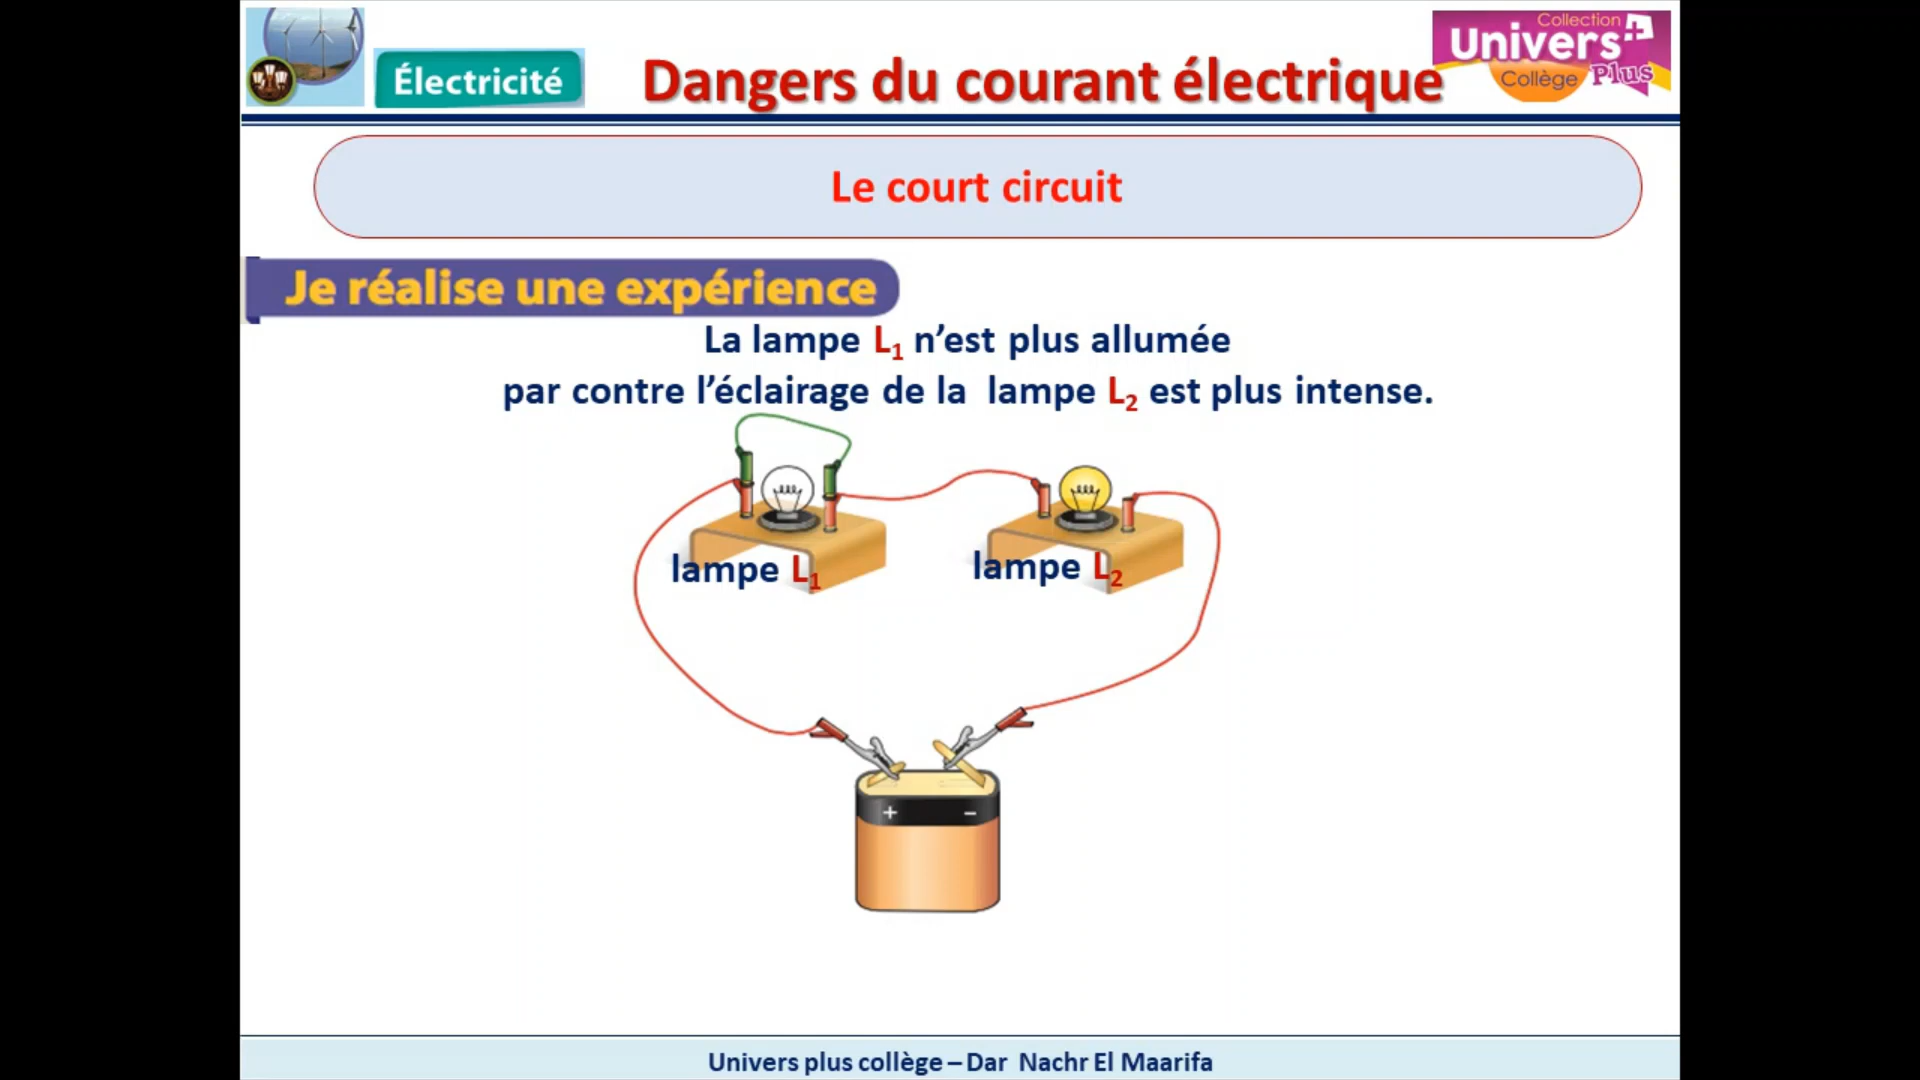 Électricité
Dangers du courant électrique
Collection
Univers+
Collège Plus
Le court circuit
Je réalise une expérience
La lampe L₁ n’est plus allumée
par contre l’éclairage de la lampe L₂ est plus intense.
lampe L₁
lampe L₂
+ −
Univers plus collège – Dar Nachr El Maarifa